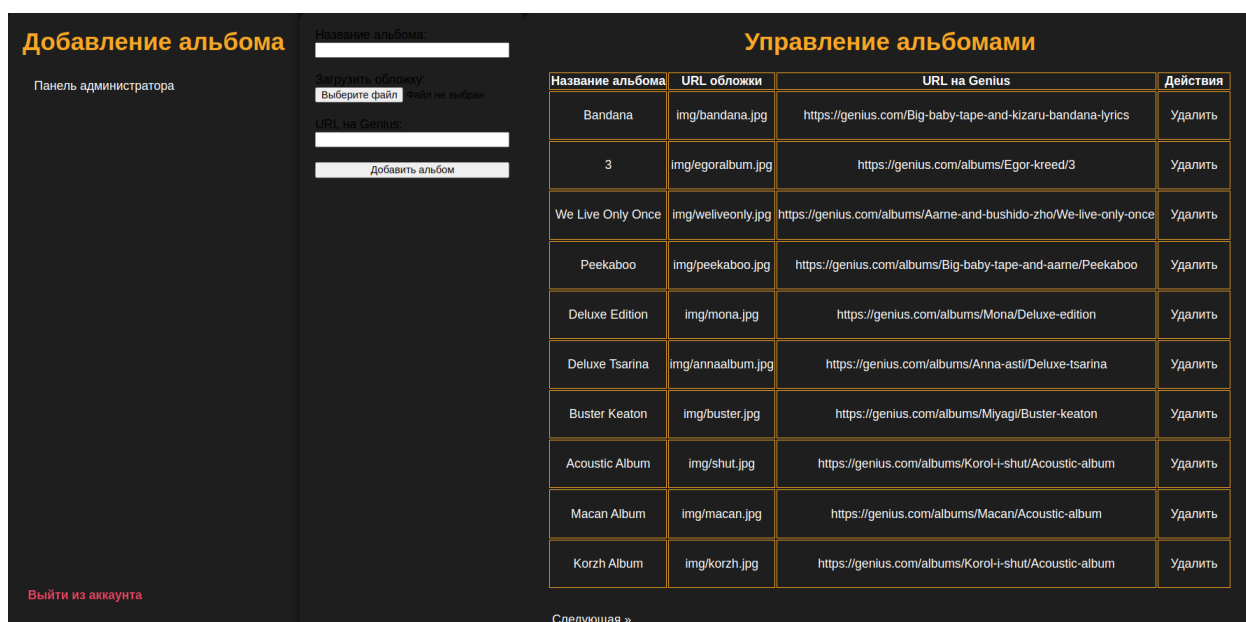 Добавление альбома
Панель администратора
Выйти из аккаунта
Название альбома:
Загрузить обложку:
Выберите файл Файл не выбран
URL на Genius:
Добавить альбом
Управление альбомами
Название альбома URL обложки URL на Genius Действия
Bandana img/bandana.jpg https://genius.com/Big-baby-tape-and-kizaru-bandana-lyrics Удалить
3 img/egoralbum.jpg https://genius.com/albums/Egor-kreed/3 Удалить
We Live Only Once img/weliveonly.jpg https://genius.com/albums/Aarne-and-bushido-zho/We-live-only-once Удалить
Peekaboo img/peekaboo.jpg https://genius.com/albums/Big-baby-tape-and-aarne/Peekaboo Удалить
Deluxe Edition img/mona.jpg https://genius.com/albums/Mona/Deluxe-edition Удалить
Deluxe Tsarina img/annaalbum.jpg https://genius.com/albums/Anna-asti/Deluxe-tsarina Удалить
Buster Keaton img/buster.jpg https://genius.com/albums/Miyagi/Buster-keaton Удалить
Acoustic Album img/shut.jpg https://genius.com/albums/Korol-i-shut/Acoustic-album Удалить
Macan Album img/macan.jpg https://genius.com/albums/Macan/Acoustic-album Удалить
Korzh Album img/korzh.jpg https://genius.com/albums/Korol-i-shut/Acoustic-album Удалить
Следующая »